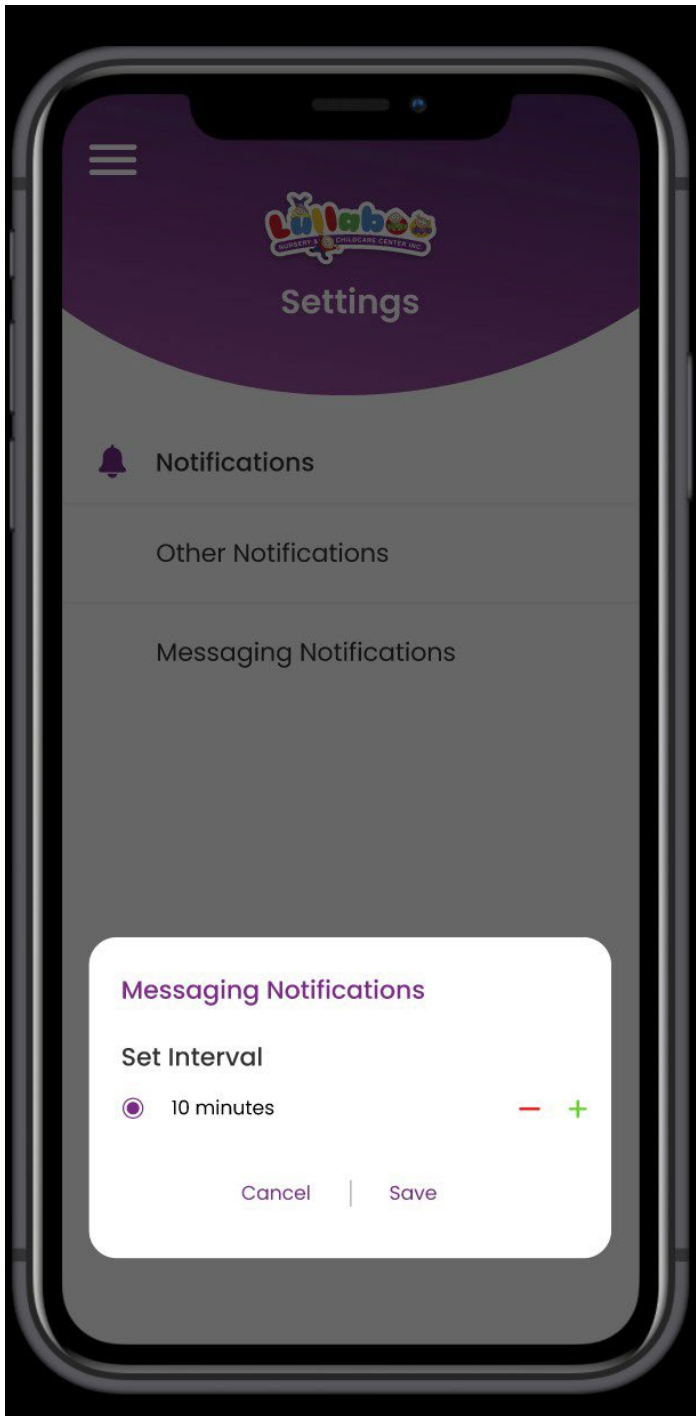 Lullaboo
NURSERY & CHILDCARE CENTER INC
Settings
Notifications
Other Notifications
Messaging Notifications
Messaging Notifications
Set Interval
10 minutes
Cancel
Save